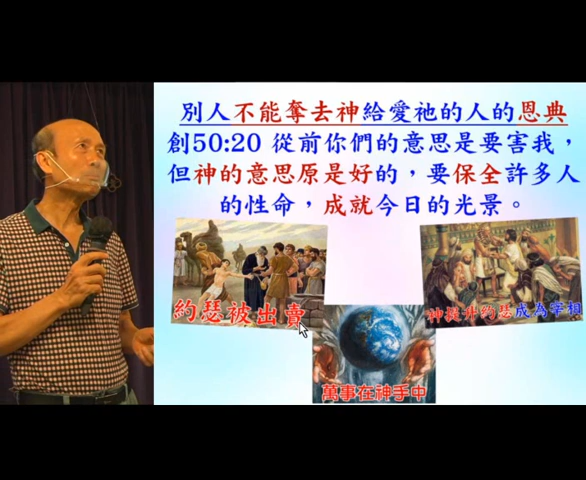 別人不能奪去神給愛祂的人的恩典
創50:20 從前你們的意思是要害我，
但神的意思原是好的，要保全許多人
的性命，成就今日的光景。
約瑟被出賣
神提升約瑟成為宰相
萬事在神手中